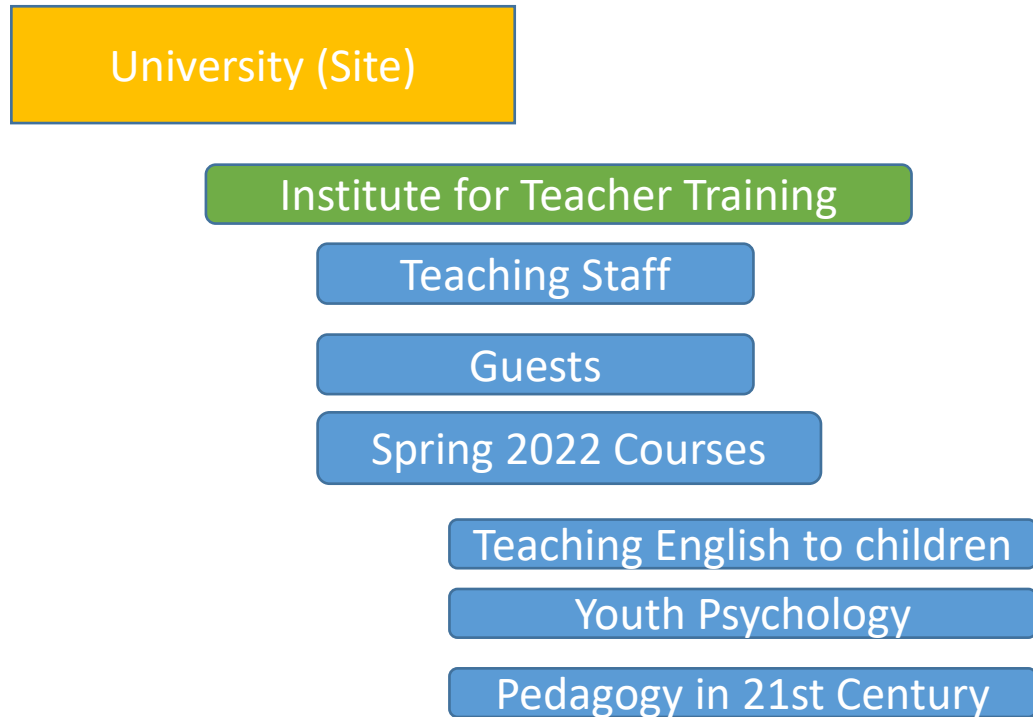 University (Site)
Institute for Teacher Training
Teaching Staff
Guests
Spring 2022 Courses
Teaching English to children
Youth Psychology
Pedagogy in 21st Century